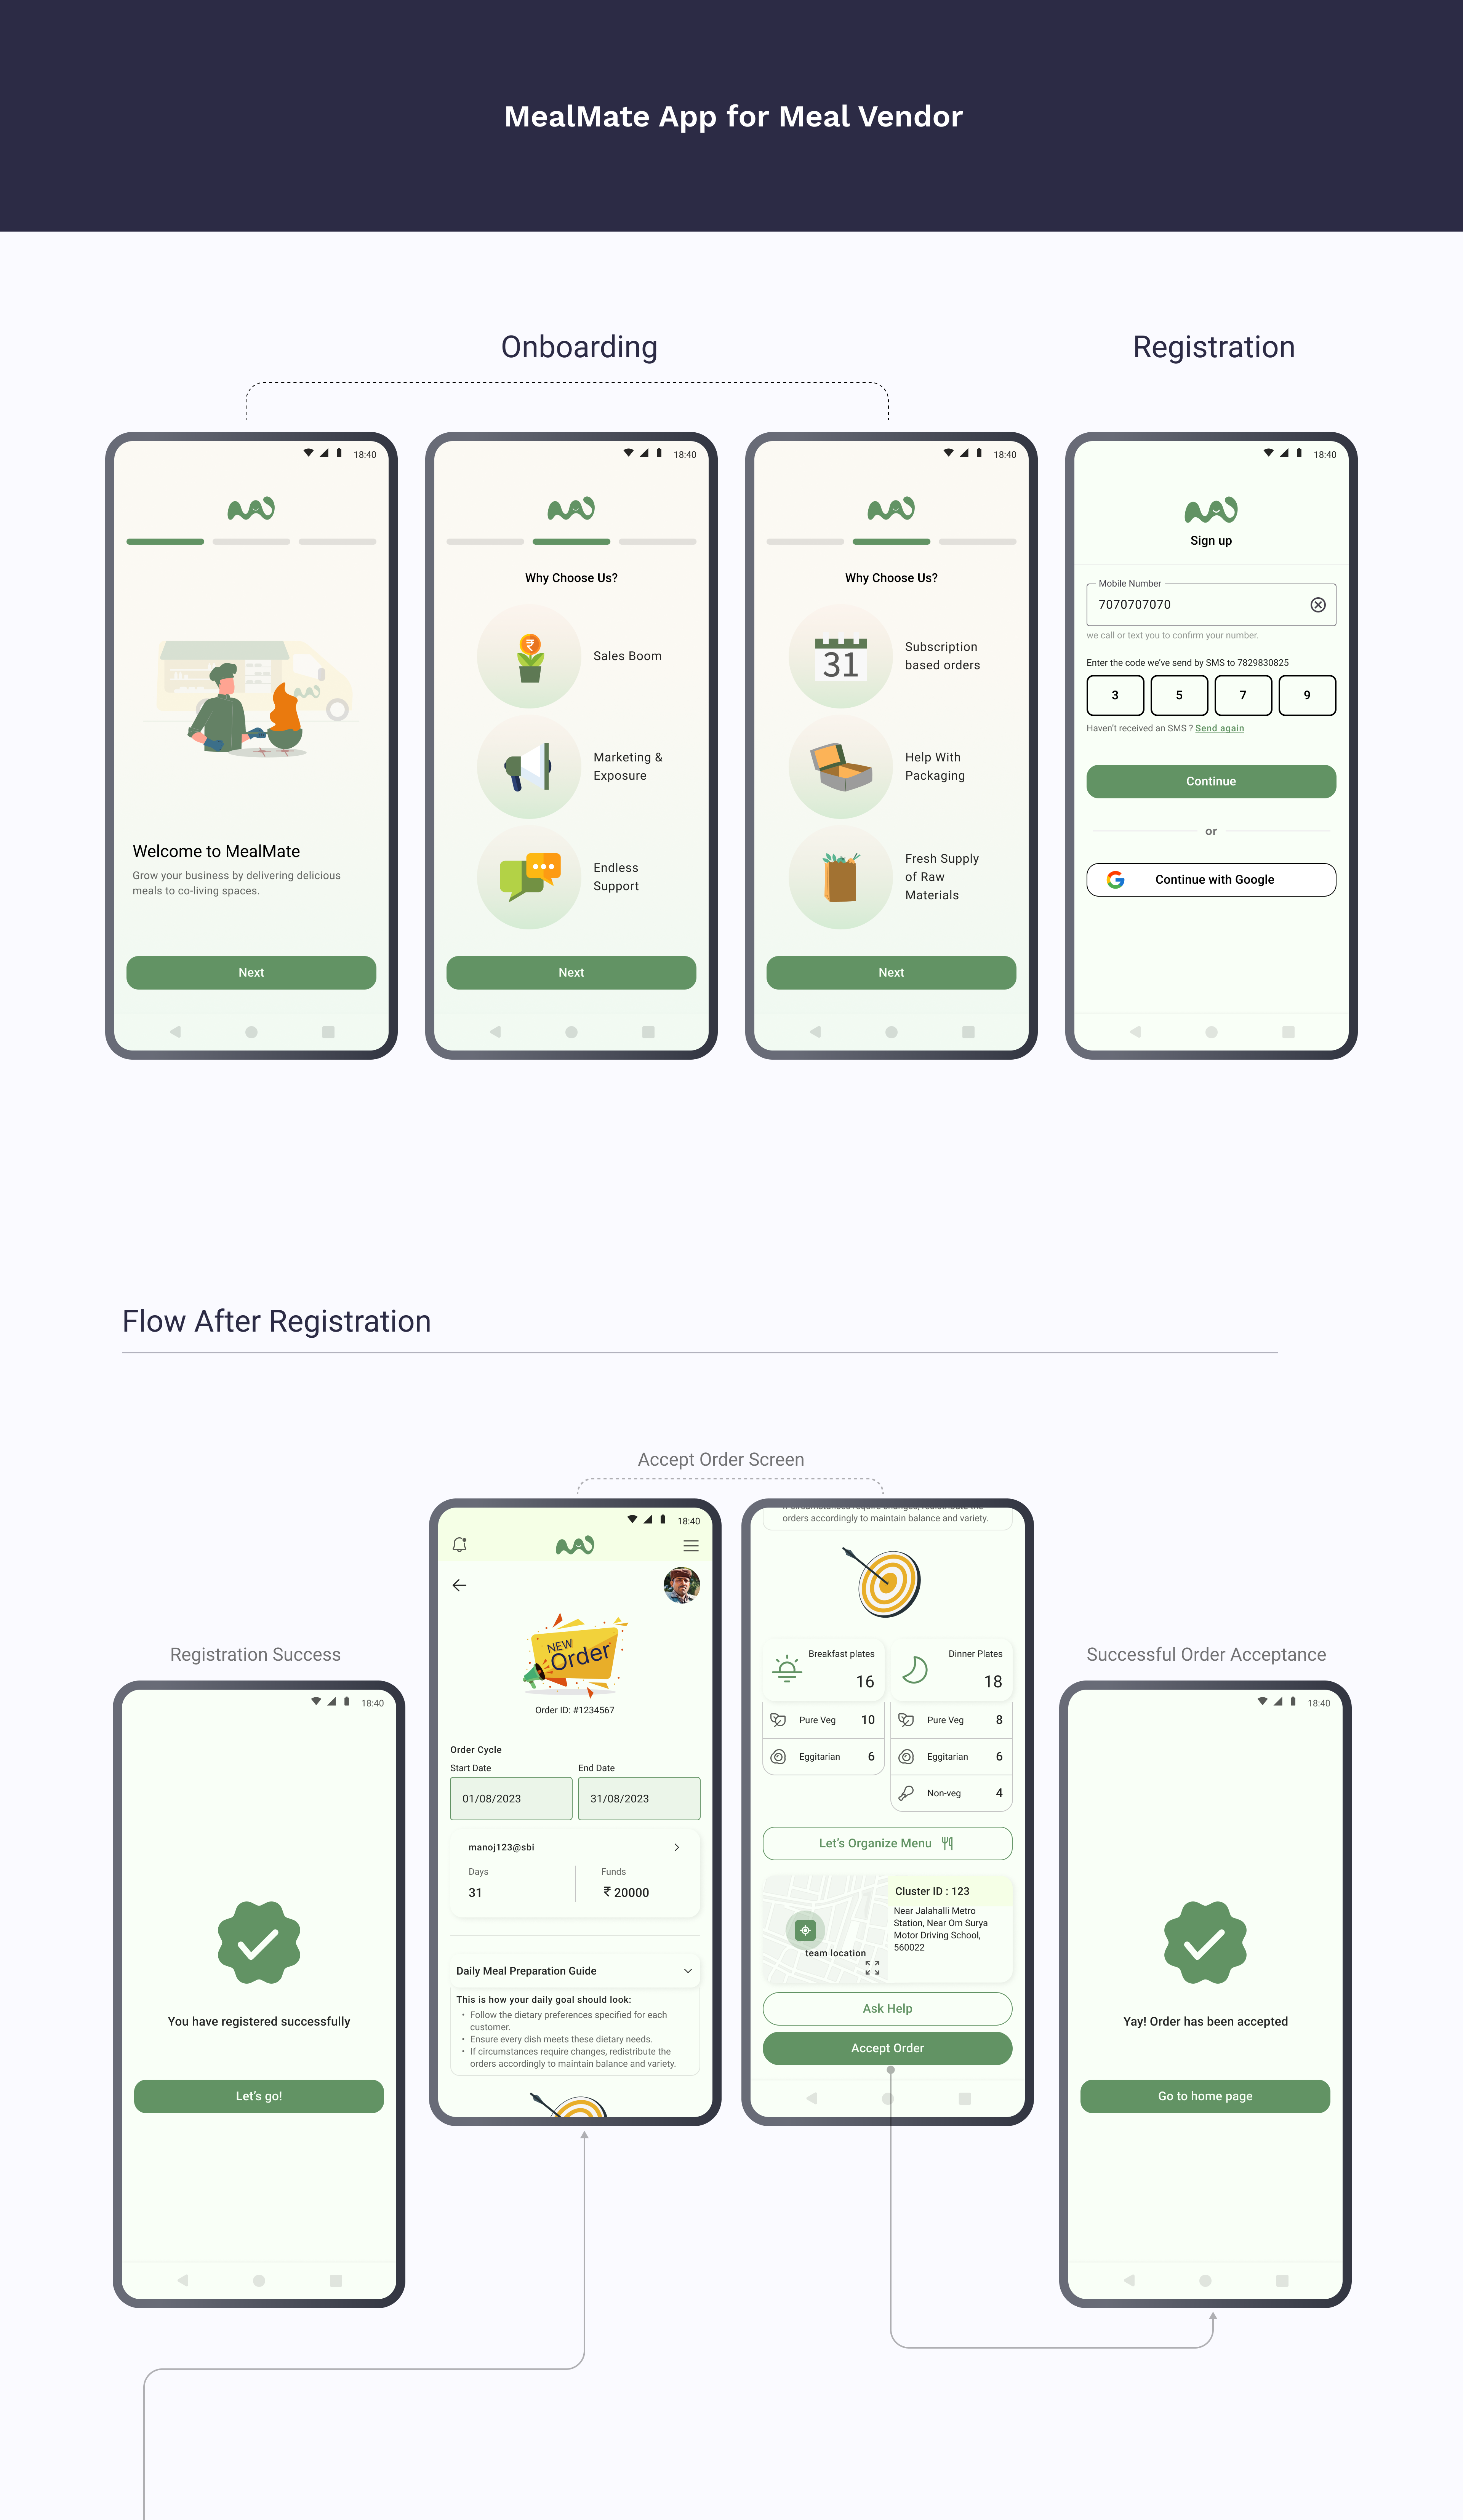 MealMate App for Meal Vendor
Onboarding
Registration
18:40
Welcome to MealMate
Grow your business by delivering delicious
meals to co-living spaces.
Next
18:40
Why Choose Us?
₹
Sales Boom
Marketing &
Exposure
Endless
Support
Next
18:40
Why Choose Us?
31
Subscription
based orders
Help With
Packaging
Fresh Supply
of Raw
Materials
Next
18:40
Sign up
Mobile Number
7070707070
we call or text you to confirm your number.
Enter the code we've send by SMS to 7829830825
3 5 7 9
Haven't received an SMS ? Send again
Continue
or
Continue with Google
Flow After Registration
Accept Order Screen
Registration Success
18:40
You have registered successfully
Let's go!
18:40
NEW
Order
Order ID: #1234567
Order Cycle
Start Date End Date
01/08/2023 31/08/2023
manoj123@sbi
Days Funds
31 ₹ 20000
Daily Meal Preparation Guide
This is how your daily goal should look:
• Follow the dietary preferences specified for each
customer.
• Ensure every dish meets these dietary needs.
• If circumstances require changes, redistribute the
orders accordingly to maintain balance and variety.
If circumstances require changes, redistribute the
orders accordingly to maintain balance and variety.
Breakfast plates
16
Pure Veg 10
Eggitarian 6
Dinner Plates
18
Pure Veg 8
Eggitarian 6
Non-veg 4
Let's Organize Menu
team location
Cluster ID : 123
Near Jalahalli Metro
Station, Near Om Surya
Motor Driving School,
560022
Ask Help
Accept Order
Successful Order Acceptance
18:40
Yay! Order has been accepted
Go to home page